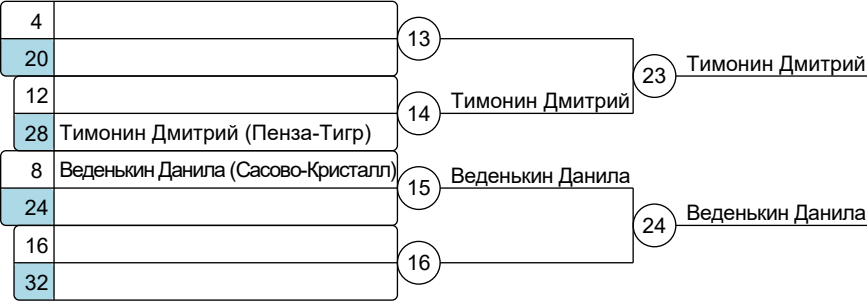 4
13
20
Тимонин Дмитрий
23
12
Тимонин Дмитрий
14
28 Тимонин Дмитрий (Пенза-Тигр)
8 Веденькин Данила (Сасово-Кристалл)
Веденькин Данила
15
24
Веденькин Данила
24
16
16
32